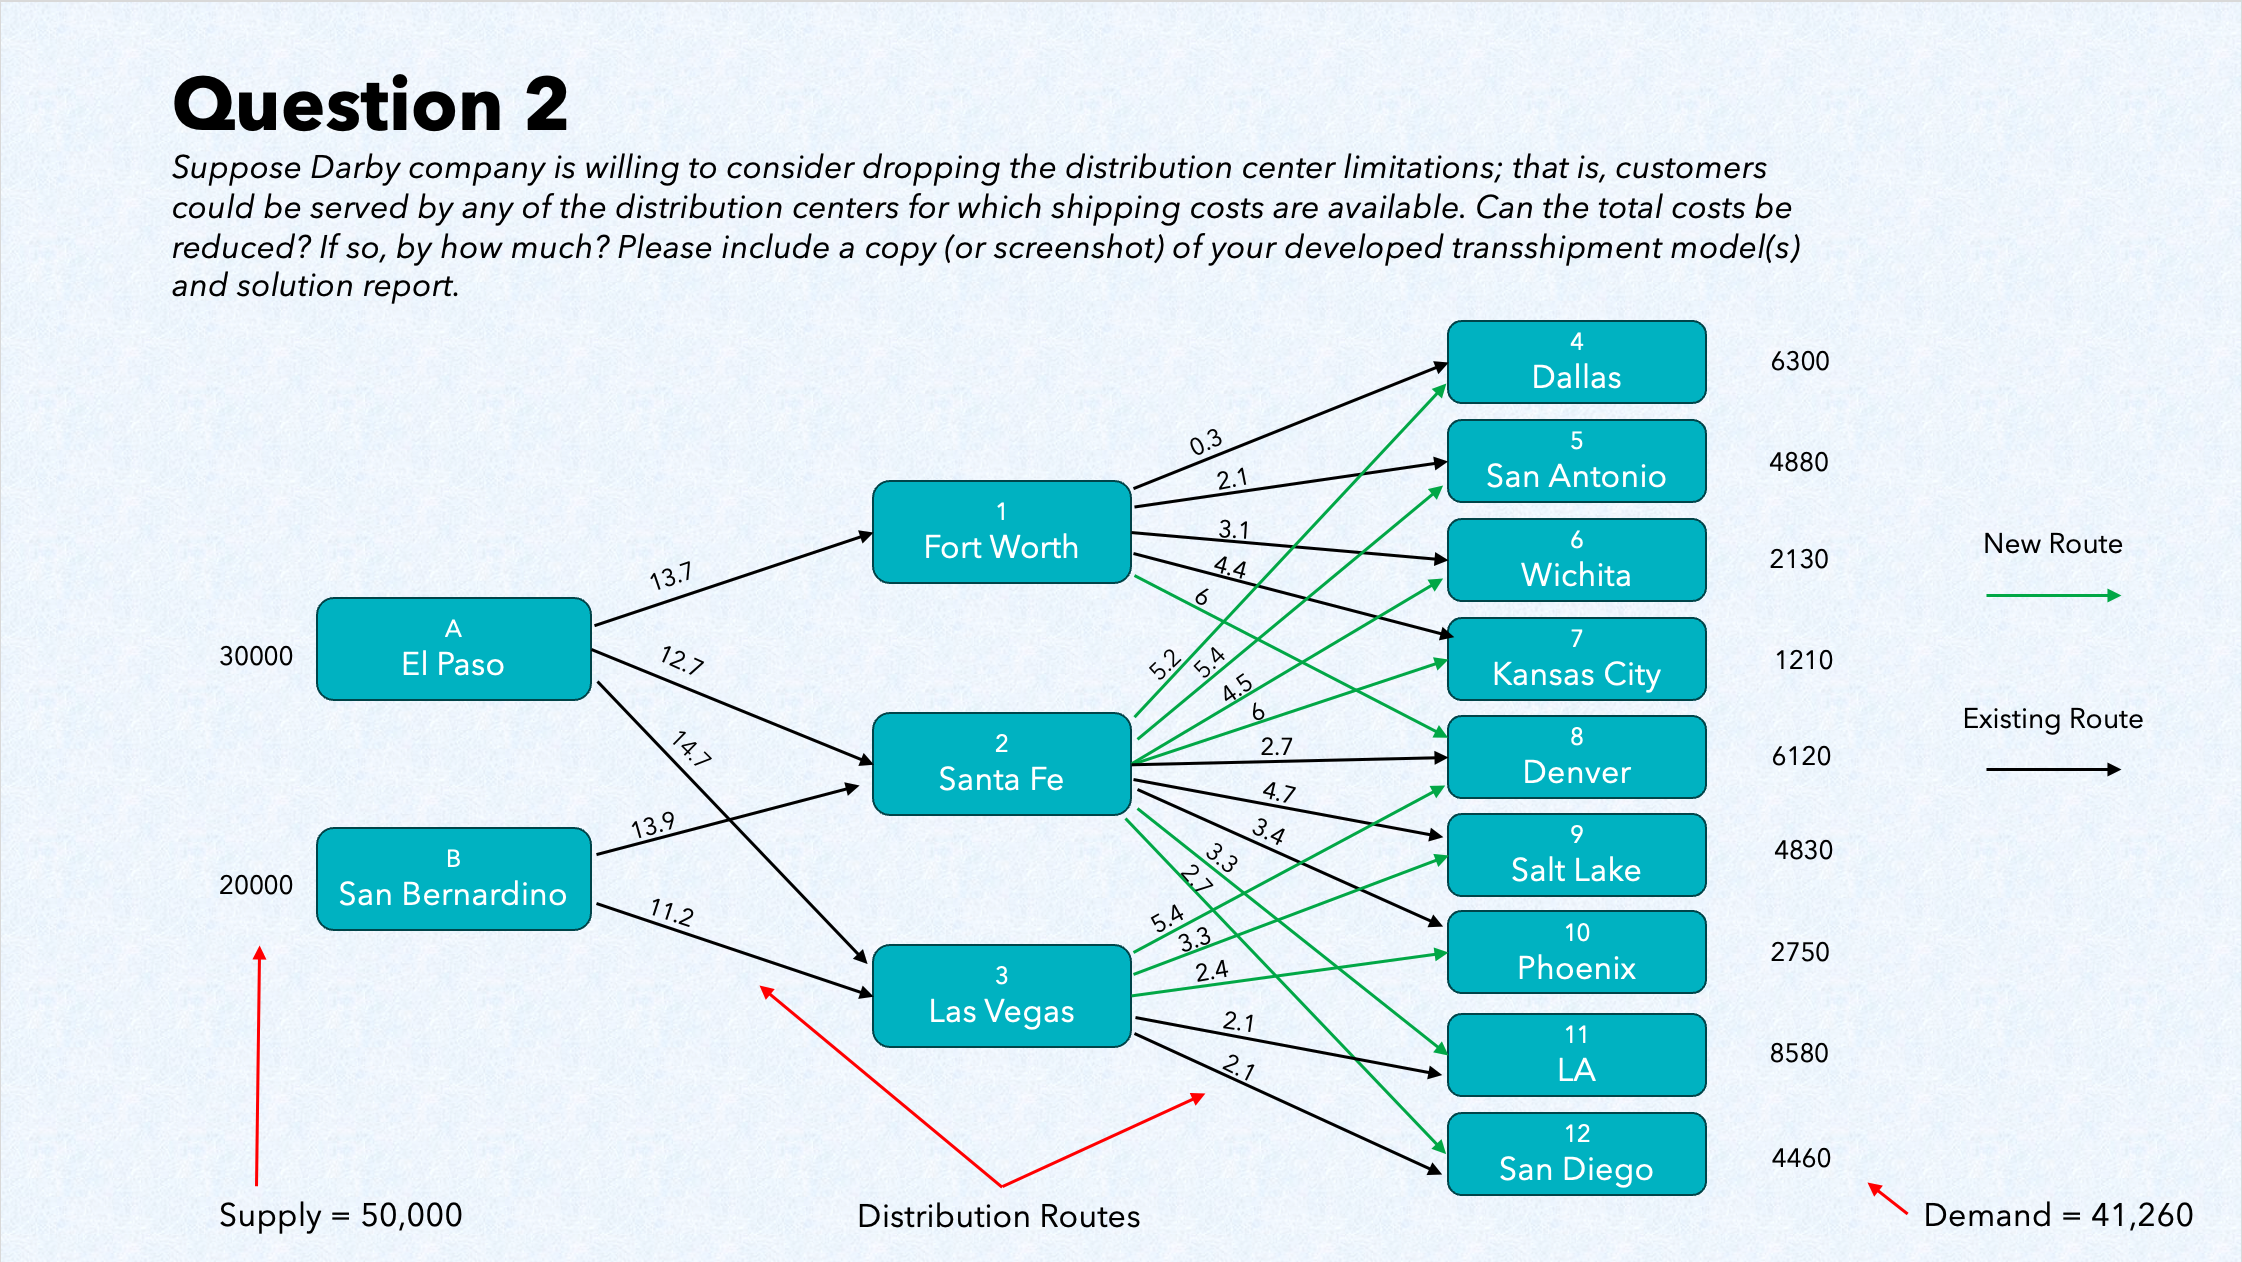 Question 2
Suppose Darby company is willing to consider dropping the distribution center limitations; that is, customers
could be served by any of the distribution centers for which shipping costs are available. Can the total costs be
reduced? If so, by how much? Please include a copy (or screenshot) of your developed transshipment model(s)
and solution report.
30000
A
El Paso
20000
B
San Bernardino
13.7
12.7
14.7
13.9
11.2
1
Fort Worth
2
Santa Fe
3
Las Vegas
0.3
2.1
3.1
4.4
6
5.2
5.4
4.5
6
2.7
4.7
3.4
3.3
2.7
5.4
3.3
2.4
2.1
2.1
4
Dallas
6300
5
San Antonio
4880
6
Wichita
2130
7
Kansas City
1210
8
Denver
6120
9
Salt Lake
4830
10
Phoenix
2750
11
LA
8580
12
San Diego
4460
New Route
Existing Route
Supply = 50,000
Distribution Routes
Demand = 41,260